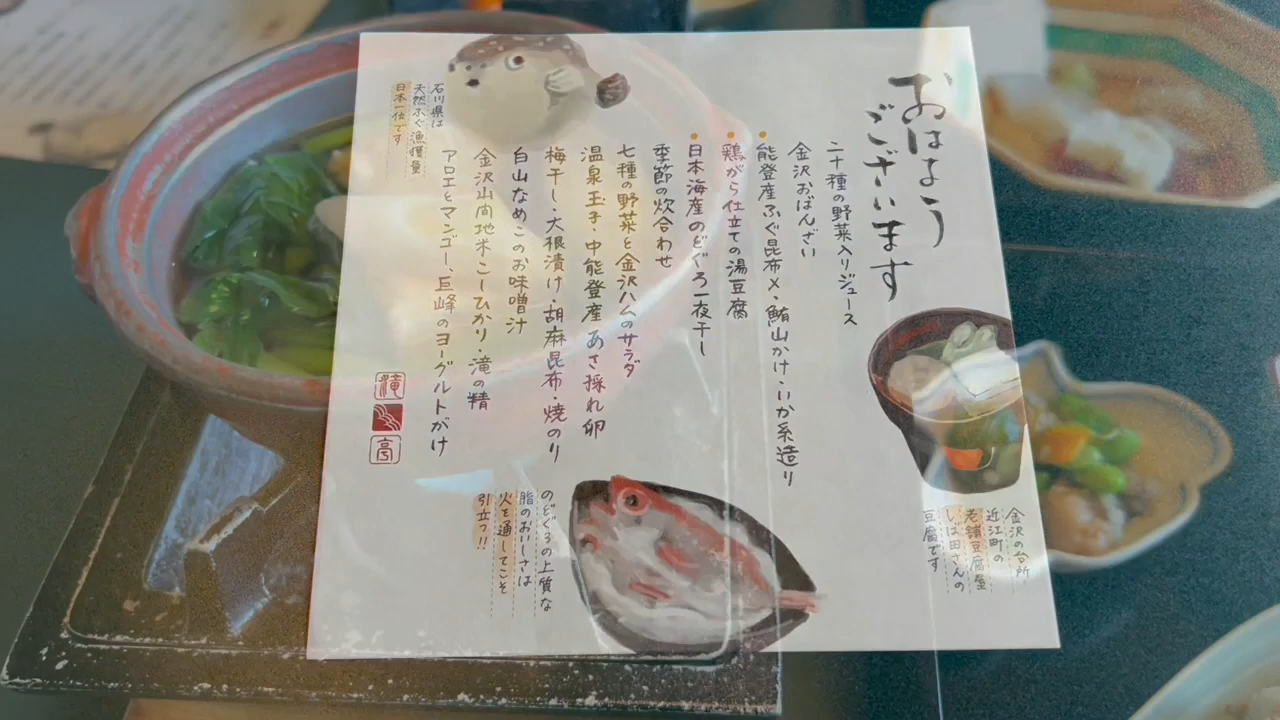 おはよう
ございます
二十種の野菜入りジュース
金沢おばんざい
能登産ふぐ昆布〆・鮪山かけ・いか糸造り
鶏がら仕立ての湯豆腐
日本海産のどぐろ一夜干し
季節の炊合わせ
七種の野菜と金沢ハムのサラダ
温泉玉子・中能登産あさ採れ卵
梅干し・大根漬け・胡麻昆布・焼のり
白山なめこのお味噌汁
金沢山間地米こしひかり・滝の精
アロエとマンゴー、巨峰のヨーグルトがけ
石川県は
天然ふぐ漁獲量
日本一位です
滝
亭
金沢の台所
近江町の
老舗豆腐屋
しば田さんの
豆腐です
のどぐろの上質な
脂のおいしさは
火を通してこそ
引立つ!!